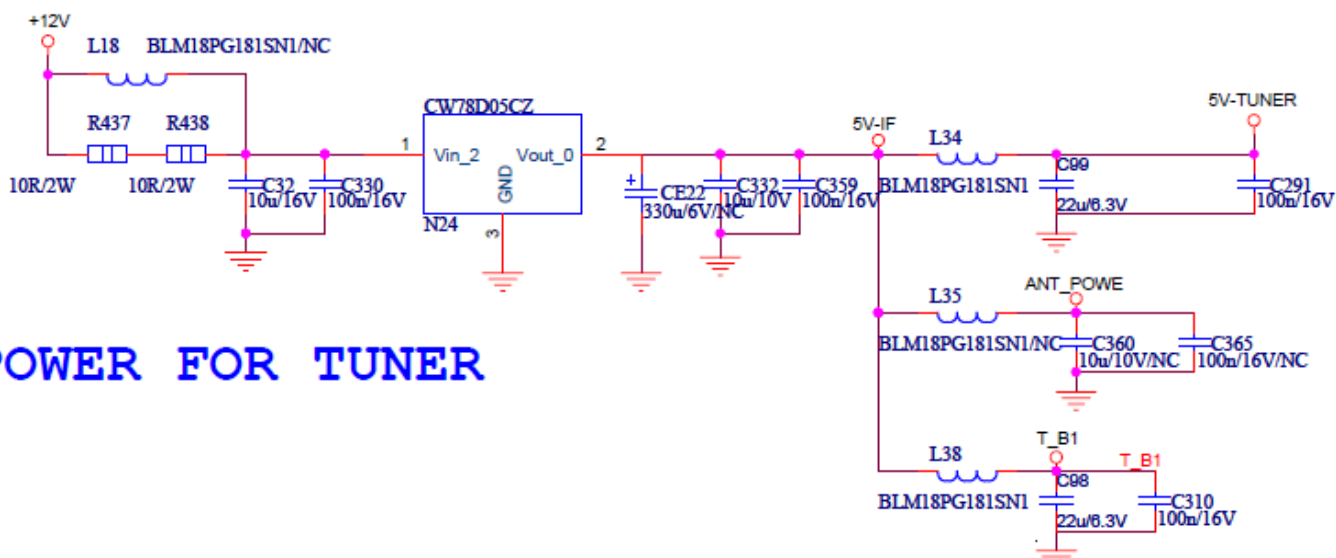 +12V
L18 BLM18PG181SN1/NC
R437 R438
10R/2W 10R/2W
C32
10u/16V
C330
100n/16V
CW78D05CZ
1 Vin_2 Vout_0 2
GND
3
N24
CE22
330u/6V/NC
C332
10u/10V
C359
100n/16V
5V-IF
L34
BLM18PG181SN1
C99
22u/6.3V
5V-TUNER
C291
100n/16V
L35
BLM18PG181SN1/NC
ANT_POWE
C360
10u/10V/NC
C365
100n/16V/NC
POWER FOR TUNER
L38
BLM18PG181SN1
T_B1
T_B1
C98
22u/6.3V
C310
100n/16V
+